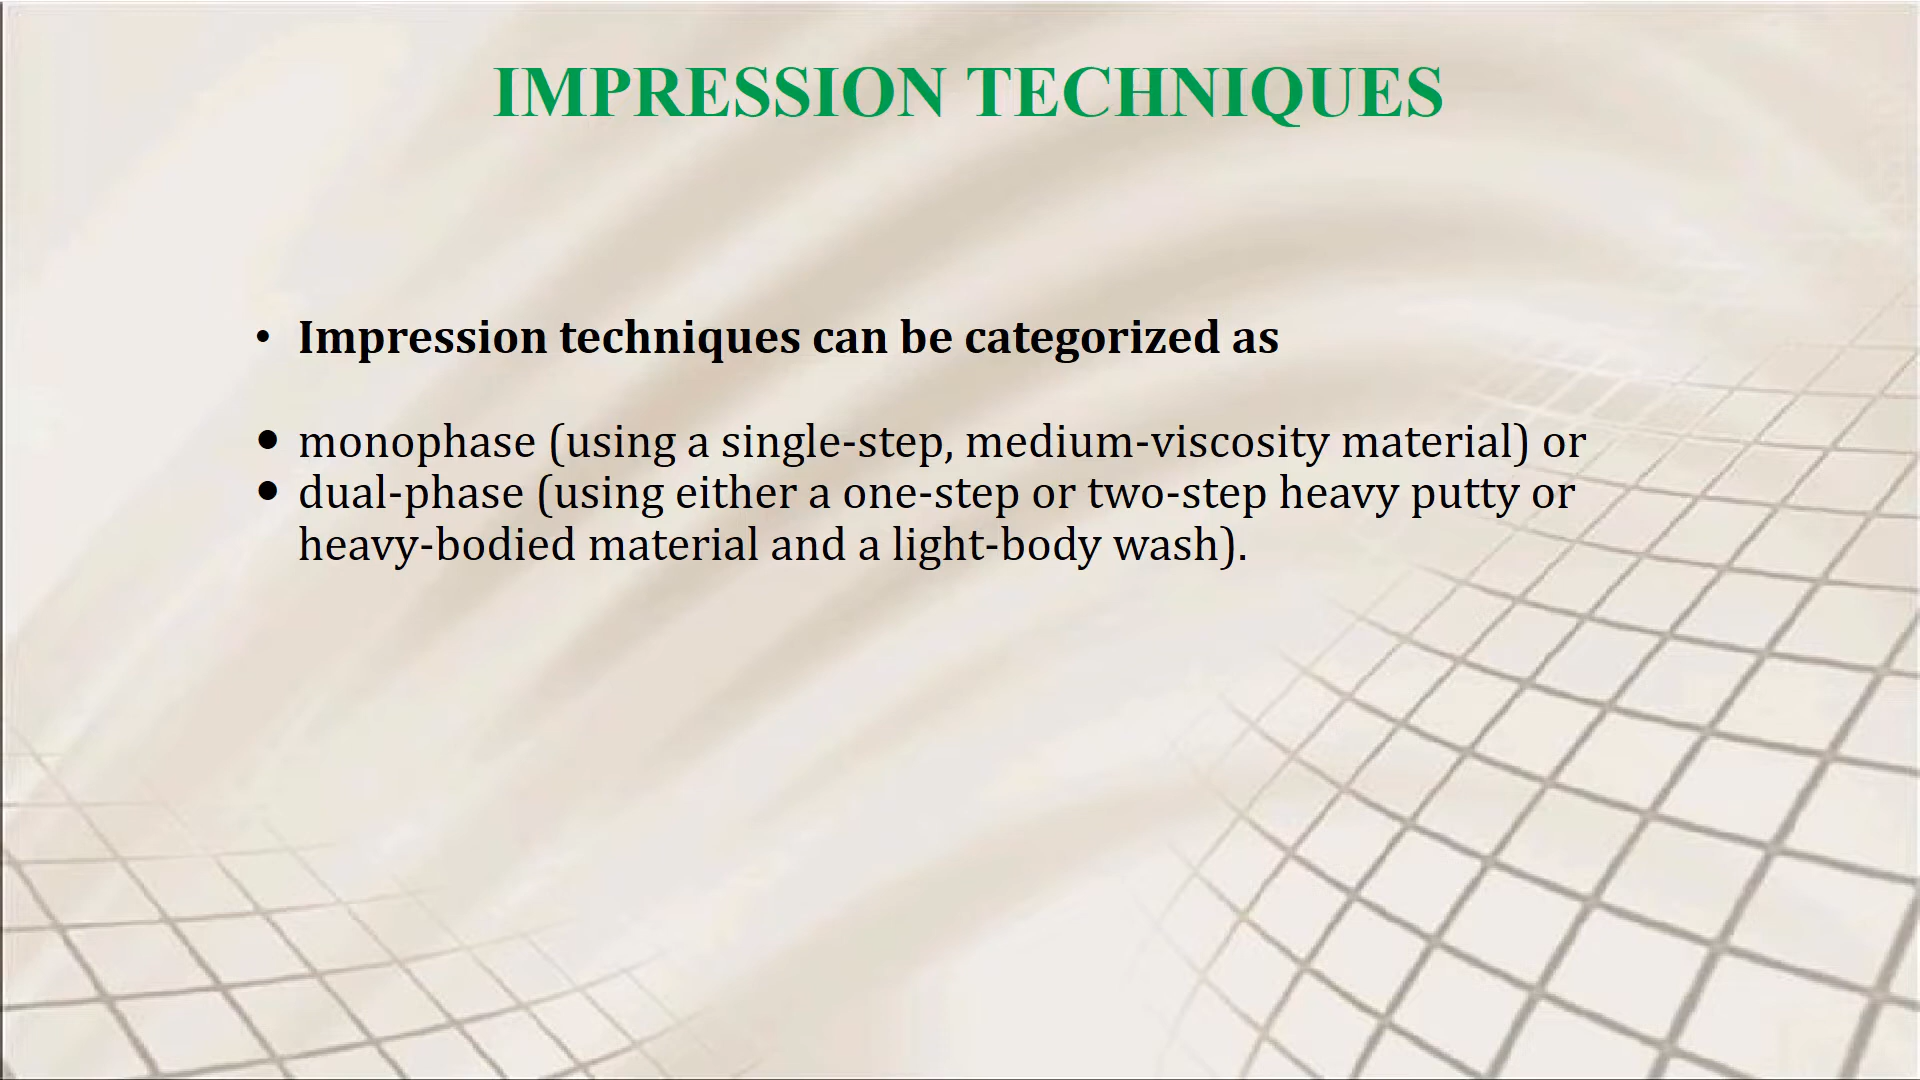 IMPRESSION TECHNIQUES
• Impression techniques can be categorized as
● monophase (using a single-step, medium-viscosity material) or
● dual-phase (using either a one-step or two-step heavy putty or
heavy-bodied material and a light-body wash).